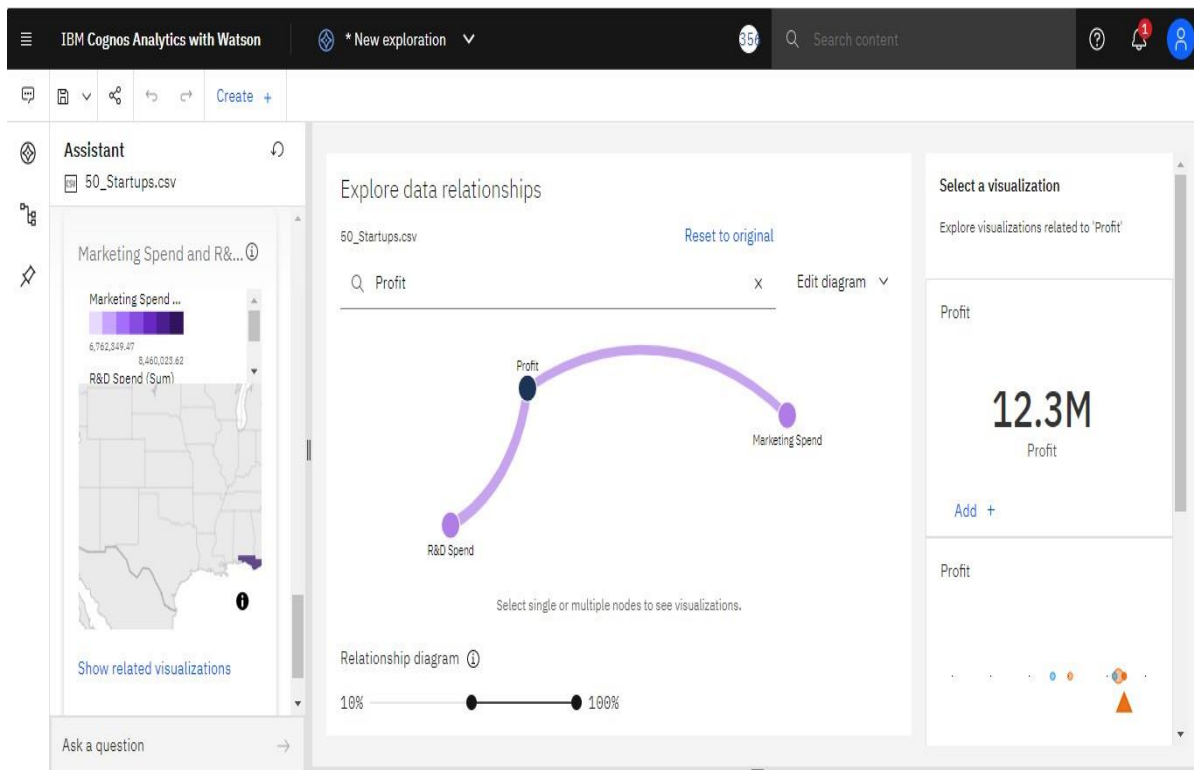 IBM Cognos Analytics with Watson
* New exploration
356
Search content
1
Create +
Assistant
50_Startups.csv
Marketing Spend and R&...
Marketing Spend ...
6,762,349.47
8,460,023.62
R&D Spend (Sum)
Show related visualizations
Ask a question
Explore data relationships
50_Startups.csv
Reset to original
Profit
Edit diagram
Profit
Marketing Spend
R&D Spend
Select single or multiple nodes to see visualizations.
Relationship diagram
10%
100%
Select a visualization
Explore visualizations related to 'Profit'
Profit
12.3M
Profit
Add +
Profit